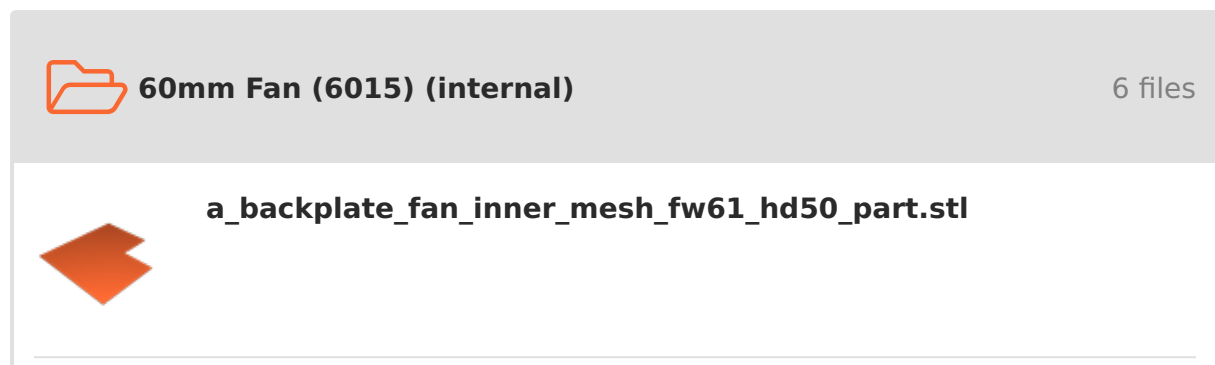 60mm Fan (6015) (internal)
6 files
a_backplate_fan_inner_mesh_fw61_hd50_part.stl